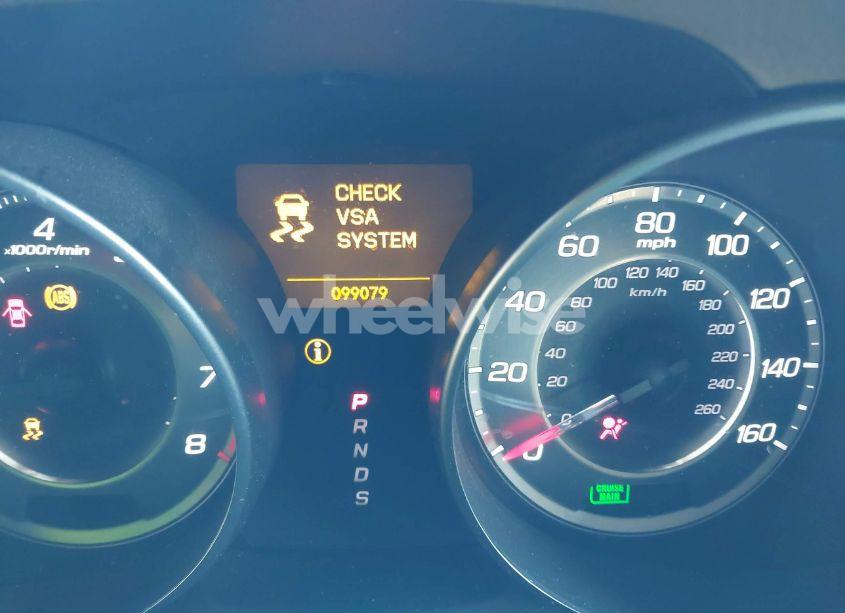 CHECK
VSA
SYSTEM
099079
wheelwise
4
x1000r/min
ABS
7
8
P
R
N
D
S
0
20
40
60
80
100
120
140
160
mph
km/h
0
20
40
60
80
100
120
140
160
180
200
220
240
260
CRUISE
MAIN